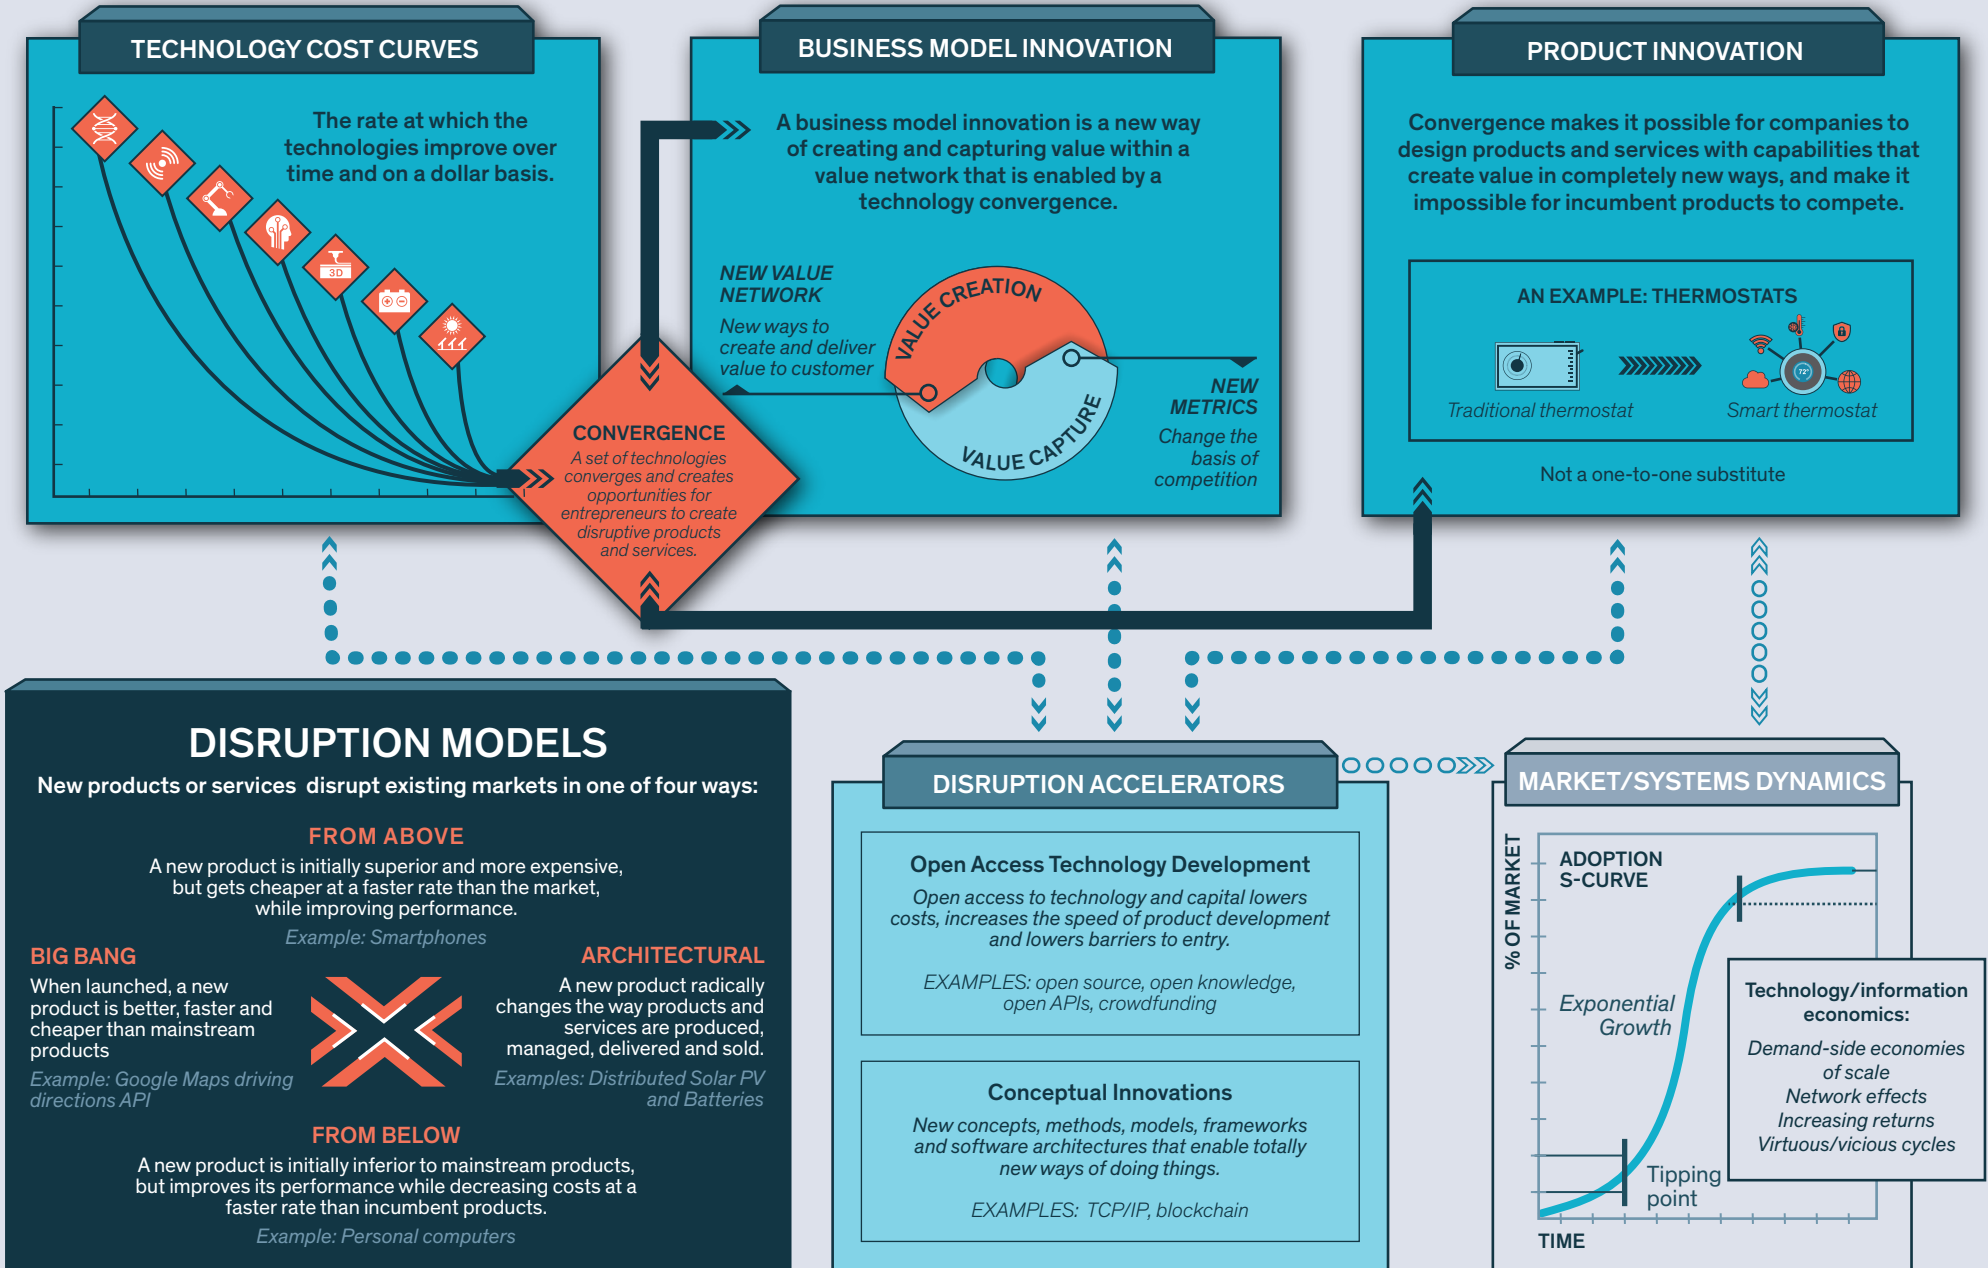 TECHNOLOGY COST CURVES
The rate at which the
technologies improve over
time and on a dollar basis.
3D
CONVERGENCE
A set of technologies
converges and creates
opportunities for
entrepreneurs to create
disruptive products
and services.
BUSINESS MODEL INNOVATION
A business model innovation is a new way
of creating and capturing value within a
value network that is enabled by a
technology convergence.
NEW VALUE
NETWORK
New ways to
create and deliver
value to customer
VALUE CREATION
VALUE CAPTURE
NEW
METRICS
Change the
basis of
competition
PRODUCT INNOVATION
Convergence makes it possible for companies to
design products and services with capabilities that
create value in completely new ways, and make it
impossible for incumbent products to compete.
AN EXAMPLE: THERMOSTATS
72°
Traditional thermostat
Smart thermostat
Not a one-to-one substitute
DISRUPTION MODELS
New products or services disrupt existing markets in one of four ways:
FROM ABOVE
A new product is initially superior and more expensive,
but gets cheaper at a faster rate than the market,
while improving performance.
Example: Smartphones
BIG BANG
When launched, a new
product is better, faster and
cheaper than mainstream
products
Example: Google Maps driving
directions API
ARCHITECTURAL
A new product radically
changes the way products and
services are produced,
managed, delivered and sold.
Examples: Distributed Solar PV
and Batteries
FROM BELOW
A new product is initially inferior to mainstream products,
but improves its performance while decreasing costs at a
faster rate than incumbent products.
Example: Personal computers
DISRUPTION ACCELERATORS
Open Access Technology Development
Open access to technology and capital lowers
costs, increases the speed of product development
and lowers barriers to entry.
EXAMPLES: open source, open knowledge,
open APIs, crowdfunding
Conceptual Innovations
New concepts, methods, models, frameworks
and software architectures that enable totally
new ways of doing things.
EXAMPLES: TCP/IP, blockchain
MARKET/SYSTEMS DYNAMICS
% OF MARKET
ADOPTION
S-CURVE
Exponential
Growth
Tipping
point
TIME
Technology/information
economics:
Demand-side economies
of scale
Network effects
Increasing returns
Virtuous/vicious cycles